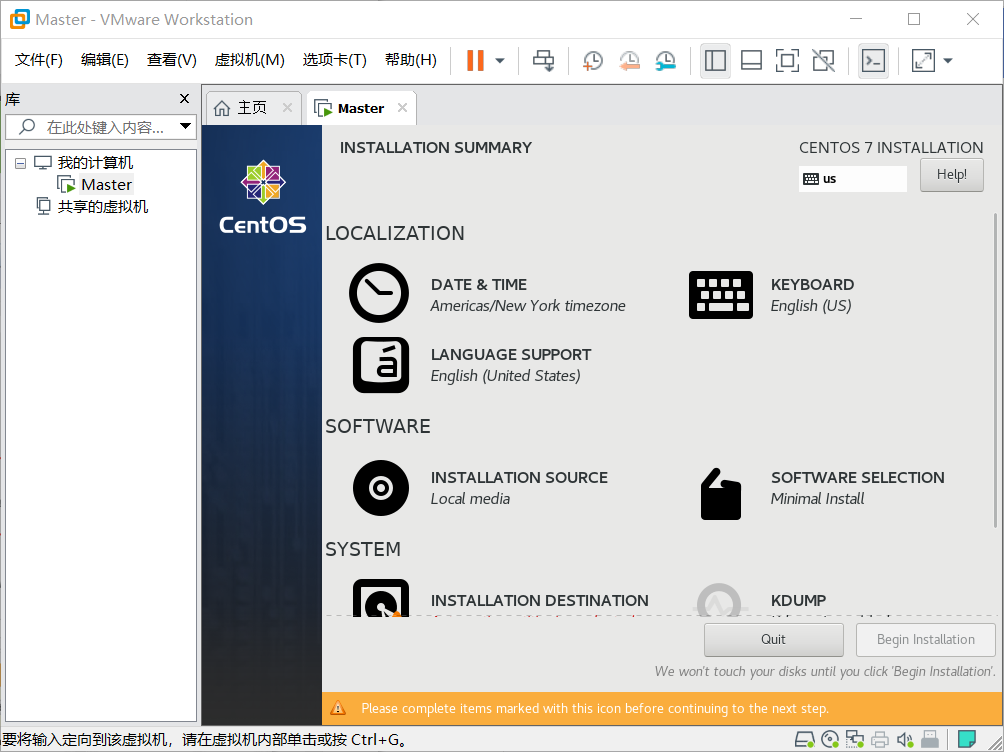 Master - VMware Workstation
文件(F) 编辑(E) 查看(V) 虚拟机(M) 选项卡(T) 帮助(H)
库
主页
Master
在此处键入内容...
我的计算机
Master
共享的虚拟机
CentOS
INSTALLATION SUMMARY
CENTOS 7 INSTALLATION
us
Help!
LOCALIZATION
DATE & TIME
Americas/New York timezone
KEYBOARD
English (US)
LANGUAGE SUPPORT
English (United States)
SOFTWARE
INSTALLATION SOURCE
Local media
SOFTWARE SELECTION
Minimal Install
SYSTEM
INSTALLATION DESTINATION
KDUMP
Quit
Begin Installation
We won't touch your disks until you click 'Begin Installation'.
Please complete items marked with this icon before continuing to the next step.
要将输入定向到该虚拟机，请在虚拟机内部单击或按 Ctrl+G。